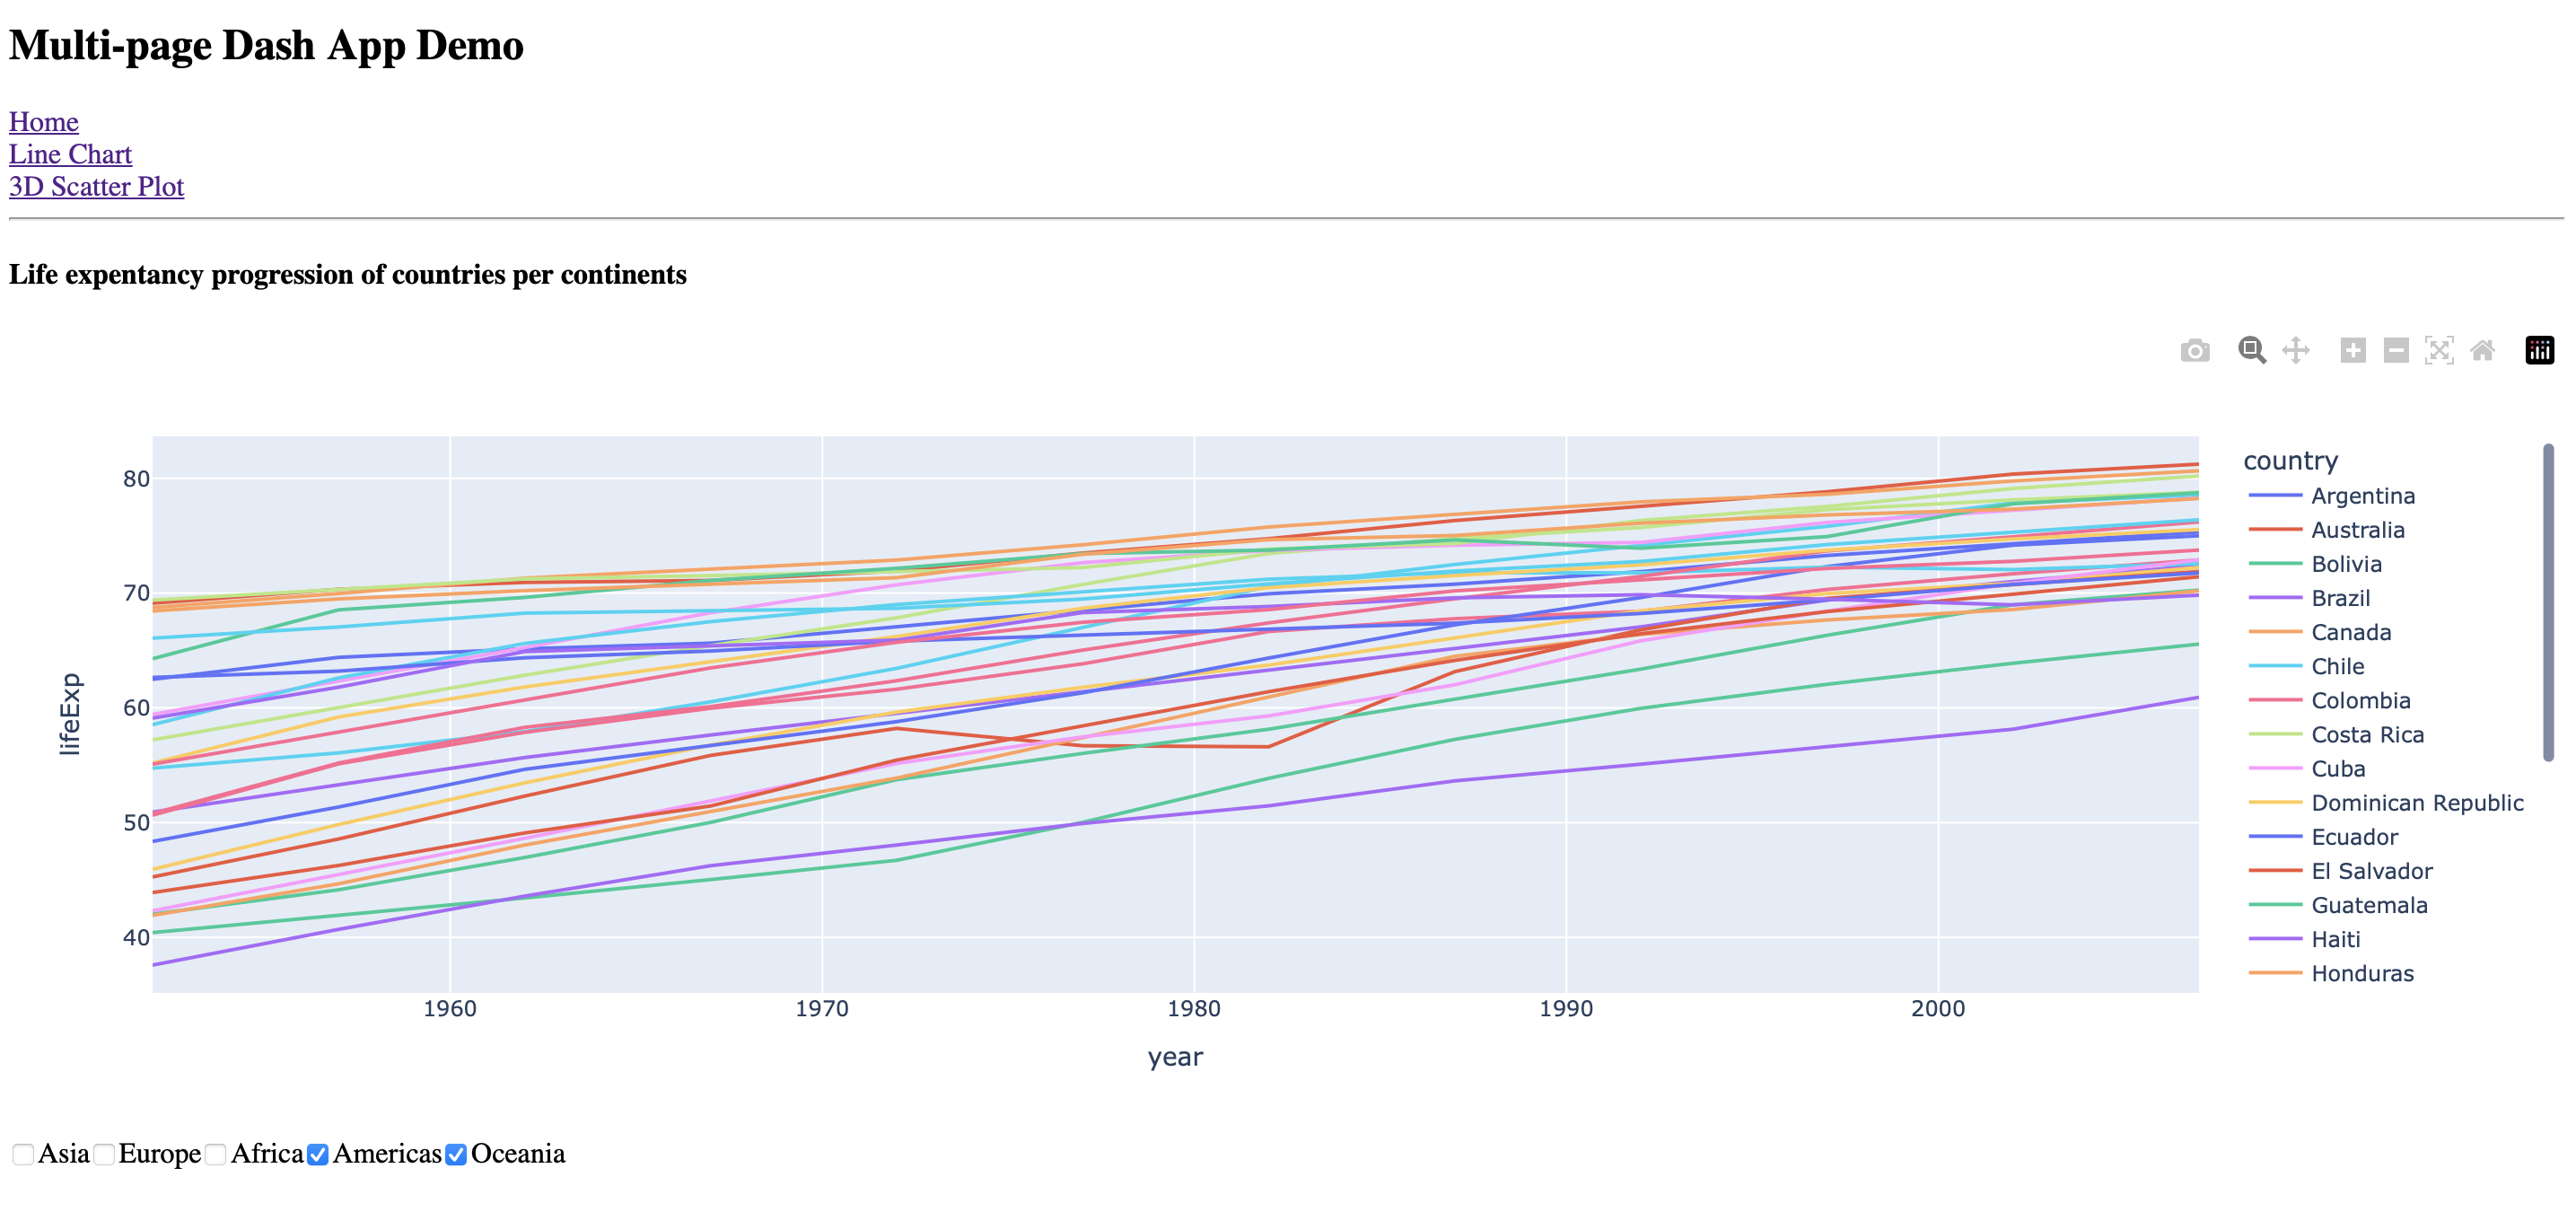 Multi-page Dash App Demo
Home
Line Chart
3D Scatter Plot
Life expentancy progression of countries per continents
80
70
60
50
40
lifeExp
1960 1970 1980 1990 2000
year
country
Argentina
Australia
Bolivia
Brazil
Canada
Chile
Colombia
Costa Rica
Cuba
Dominican Republic
Ecuador
El Salvador
Guatemala
Haiti
Honduras
Asia Europe Africa Americas Oceania